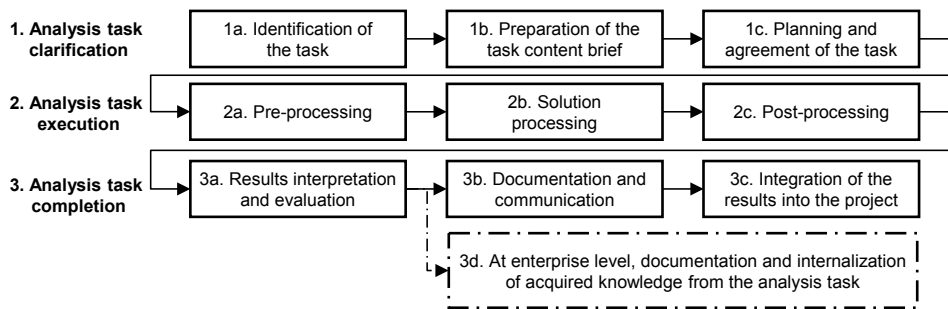 1. Analysis task
clarification
1a. Identification of
the task
1b. Preparation of the
task content brief
1c. Planning and
agreement of the task
2. Analysis task
execution
2a. Pre-processing
2b. Solution
processing
2c. Post-processing
3. Analysis task
completion
3a. Results interpretation
and evaluation
3b. Documentation and
communication
3c. Integration of the
results into the project
3d. At enterprise level, documentation and internalization
of acquired knowledge from the analysis task